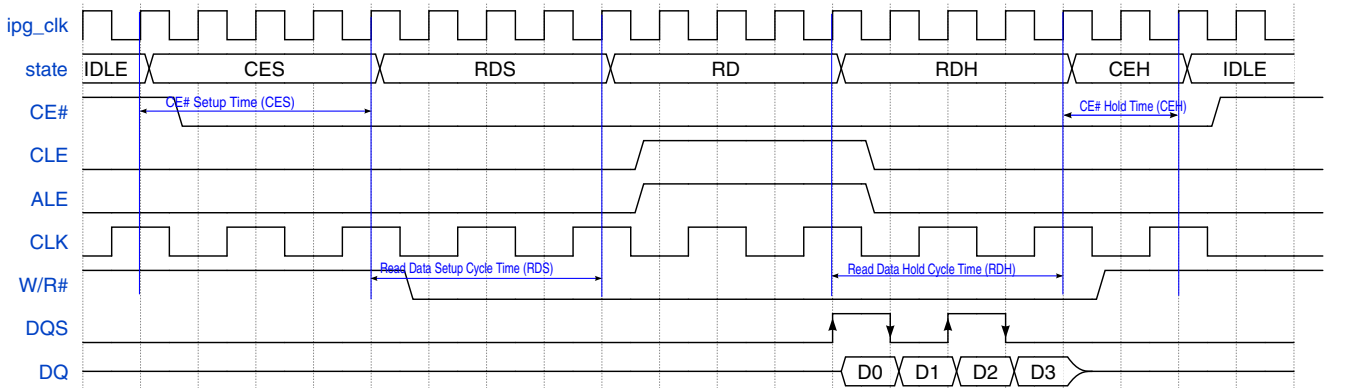 ipg_clk
state IDLE CES RDS RD RDH CEH IDLE
CE# CE# Setup Time (CES) CE# Hold Time (CEH)
CLE
ALE
CLK
W/R# Read Data Setup Cycle Time (RDS) Read Data Hold Cycle Time (RDH)
DQS
DQ D0 D1 D2 D3